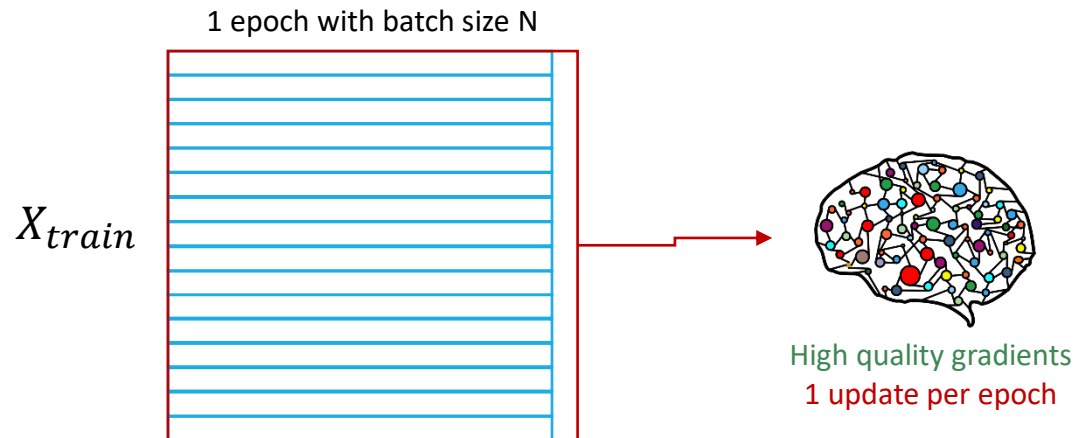 1 epoch with batch size N
X_train
High quality gradients
1 update per epoch